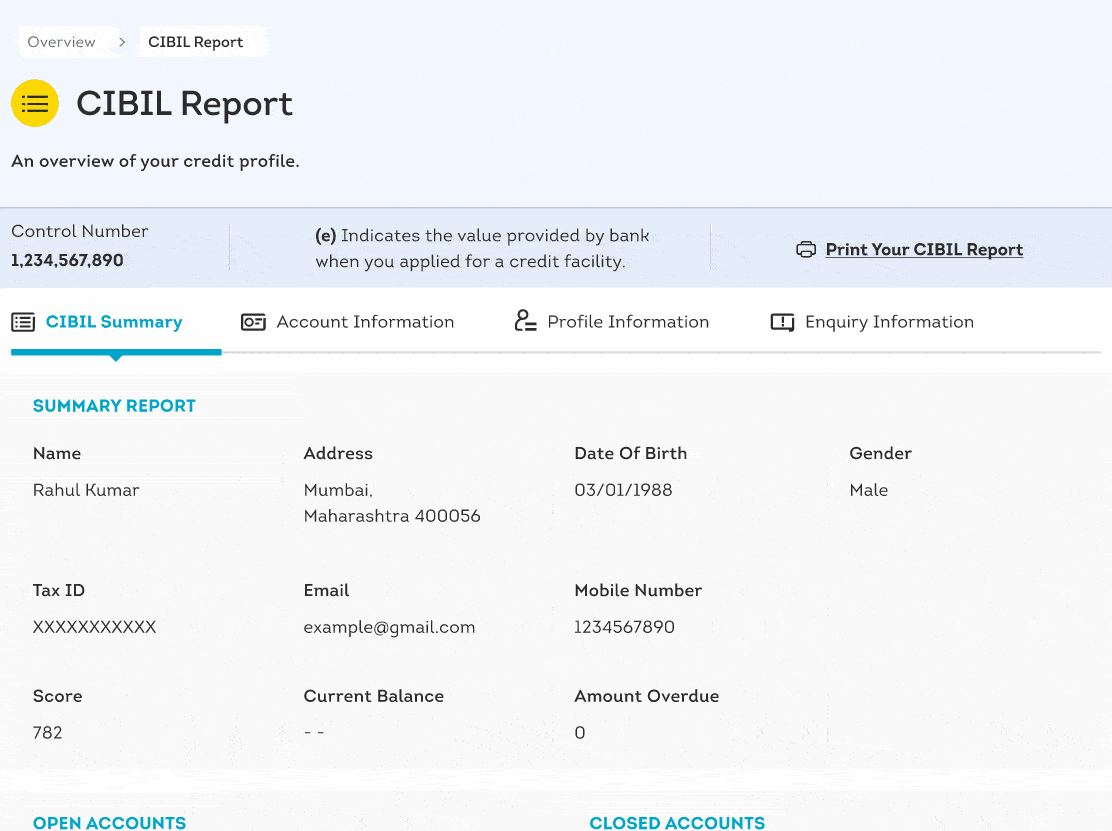 Overview > CIBIL Report
CIBIL Report
An overview of your credit profile.
Control Number
1,234,567,890
(e) Indicates the value provided by bank
when you applied for a credit facility.
Print Your CIBIL Report
CIBIL Summary
Account Information
Profile Information
Enquiry Information
SUMMARY REPORT
Name
Rahul Kumar
Address
Mumbai,
Maharashtra 400056
Date Of Birth
03/01/1988
Gender
Male
Tax ID
XXXXXXXXXXX
Email
example@gmail.com
Mobile Number
1234567890
Score
782
Current Balance
- -
Amount Overdue
0
OPEN ACCOUNTS
CLOSED ACCOUNTS